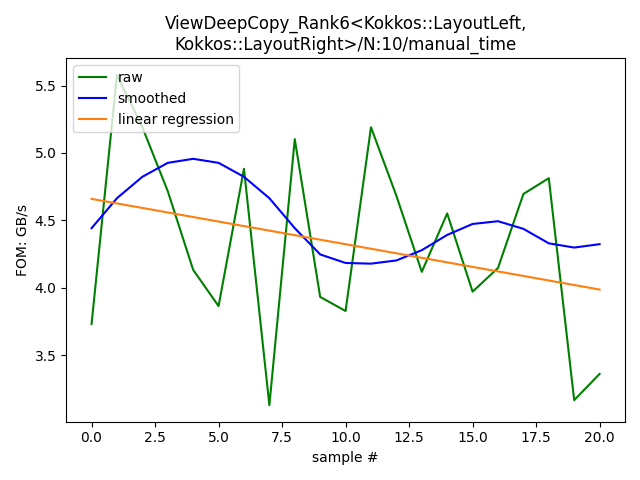 ViewDeepCopy_Rank6<Kokkos::LayoutLeft,
Kokkos::LayoutRight>/N:10/manual_time
raw
smoothed
linear regression
FOM: GB/s
5.5
5.0
4.5
4.0
3.5
0.0 2.5 5.0 7.5 10.0 12.5 15.0 17.5 20.0
sample #